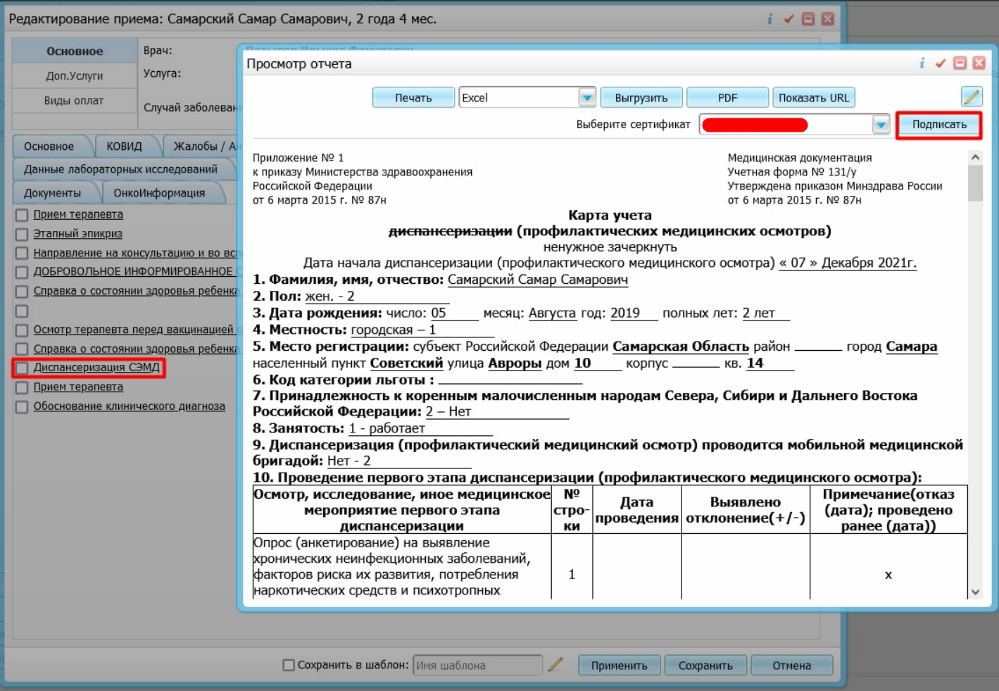 Редактирование приема: Самарский Самар Самарович, 2 года 4 мес.
Основное
Доп.Услуги
Виды оплат
Врач:
Услуга:
Случай заболеван
Основное
КОВИД
Жалобы / Ан
Данные лабораторных исследований
Документы
ОнкоИнформация
Прием терапевта
Этапный эпикриз
Направление на консультацию и во всп
ДОБРОВОЛЬНОЕ ИНФОРМИРОВАННОЕ С
Справка о состоянии здоровья ребенка
Осмотр терапевта перед вакцинацией о
Справка о состоянии здоровья ребенка
Диспансеризация СЭМД
Прием терапевта
Обоснование клинического диагноза
Просмотр отчета
Печать
Excel
Выгрузить
PDF
Показать URL
Выберите сертификат
Подписать
Приложение № 1
к приказу Министерства здравоохранения
Российской Федерации
от 6 марта 2015 г. № 87н
Медицинская документация
Учетная форма № 131/у
Утверждена приказом Минздрава России
от 6 марта 2015 г. № 87н
Карта учета
диспансеризации (профилактических медицинских осмотров)
ненужное зачеркнуть
Дата начала диспансеризации (профилактического медицинского осмотра) « 07 » Декабря 2021г.
1. Фамилия, имя, отчество: Самарский Самар Самарович
2. Пол: жен. - 2
3. Дата рождения: число: 05 месяц: Августа год: 2019 полных лет: 2 лет
4. Местность: городская – 1
5. Место регистрации: субъект Российской Федерации Самарская Область район ______ город Самара
населенный пункт Советский улица Авроры дом 10 корпус ______ кв. 14
6. Код категории льготы : ____________
7. Принадлежность к коренным малочисленным народам Севера, Сибири и Дальнего Востока
Российской Федерации: 2 – Нет
8. Занятость: 1 - работает
9. Диспансеризация (профилактический медицинский осмотр) проводится мобильной медицинской
бригадой: Нет - 2
10. Проведение первого этапа диспансеризации (профилактического медицинского осмотра):
Осмотр, исследование, иное медицинское
мероприятие первого этапа
диспансеризации
№
стро-
ки
Дата
проведения
Выявлено
отклонение(+/-)
Примечание(отказ
(дата); проведено
ранее (дата))
Опрос (анкетирование) на выявление
хронических неинфекционных заболеваний,
факторов риска их развития, потребления
наркотических средств и психотропных
1
x
Сохранить в шаблон:
Имя шаблона
Применить
Сохранить
Отмена